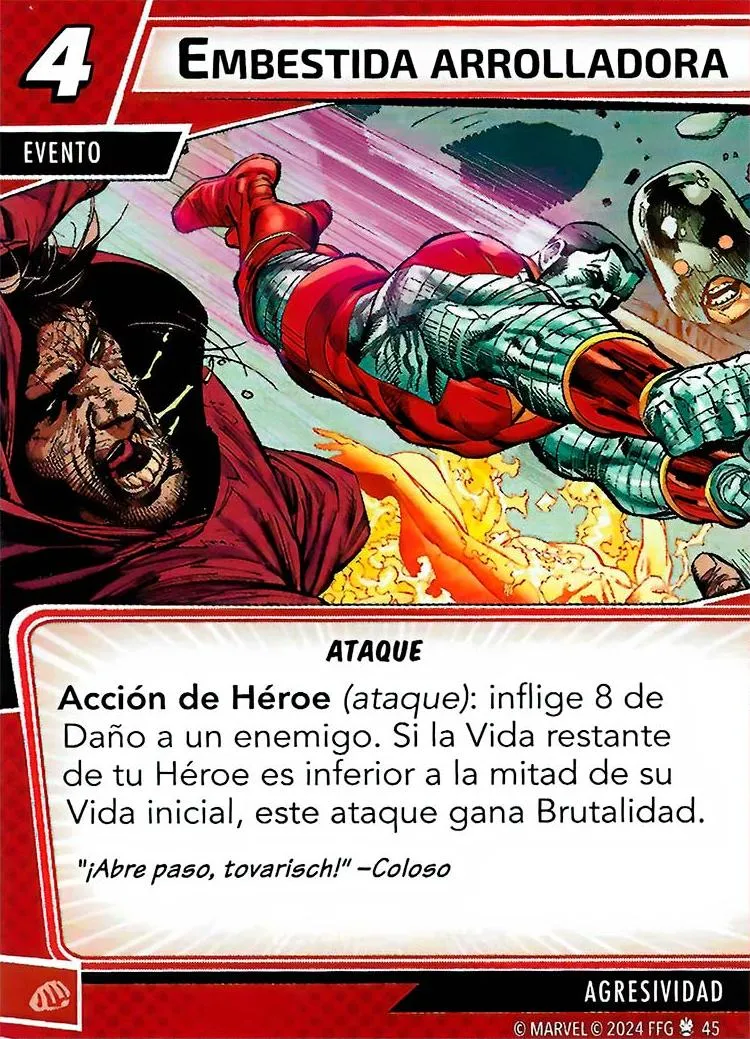 4
EMBESTIDA ARROLLADORA
EVENTO
ATAQUE
Acción de Héroe (ataque): inflige 8 de
Daño a un enemigo. Si la Vida restante
de tu Héroe es inferior a la mitad de su
Vida inicial, este ataque gana Brutalidad.
"¡Abre paso, tovarisch!" –Coloso
AGRESIVIDAD
© MARVEL © 2024 FFG 45